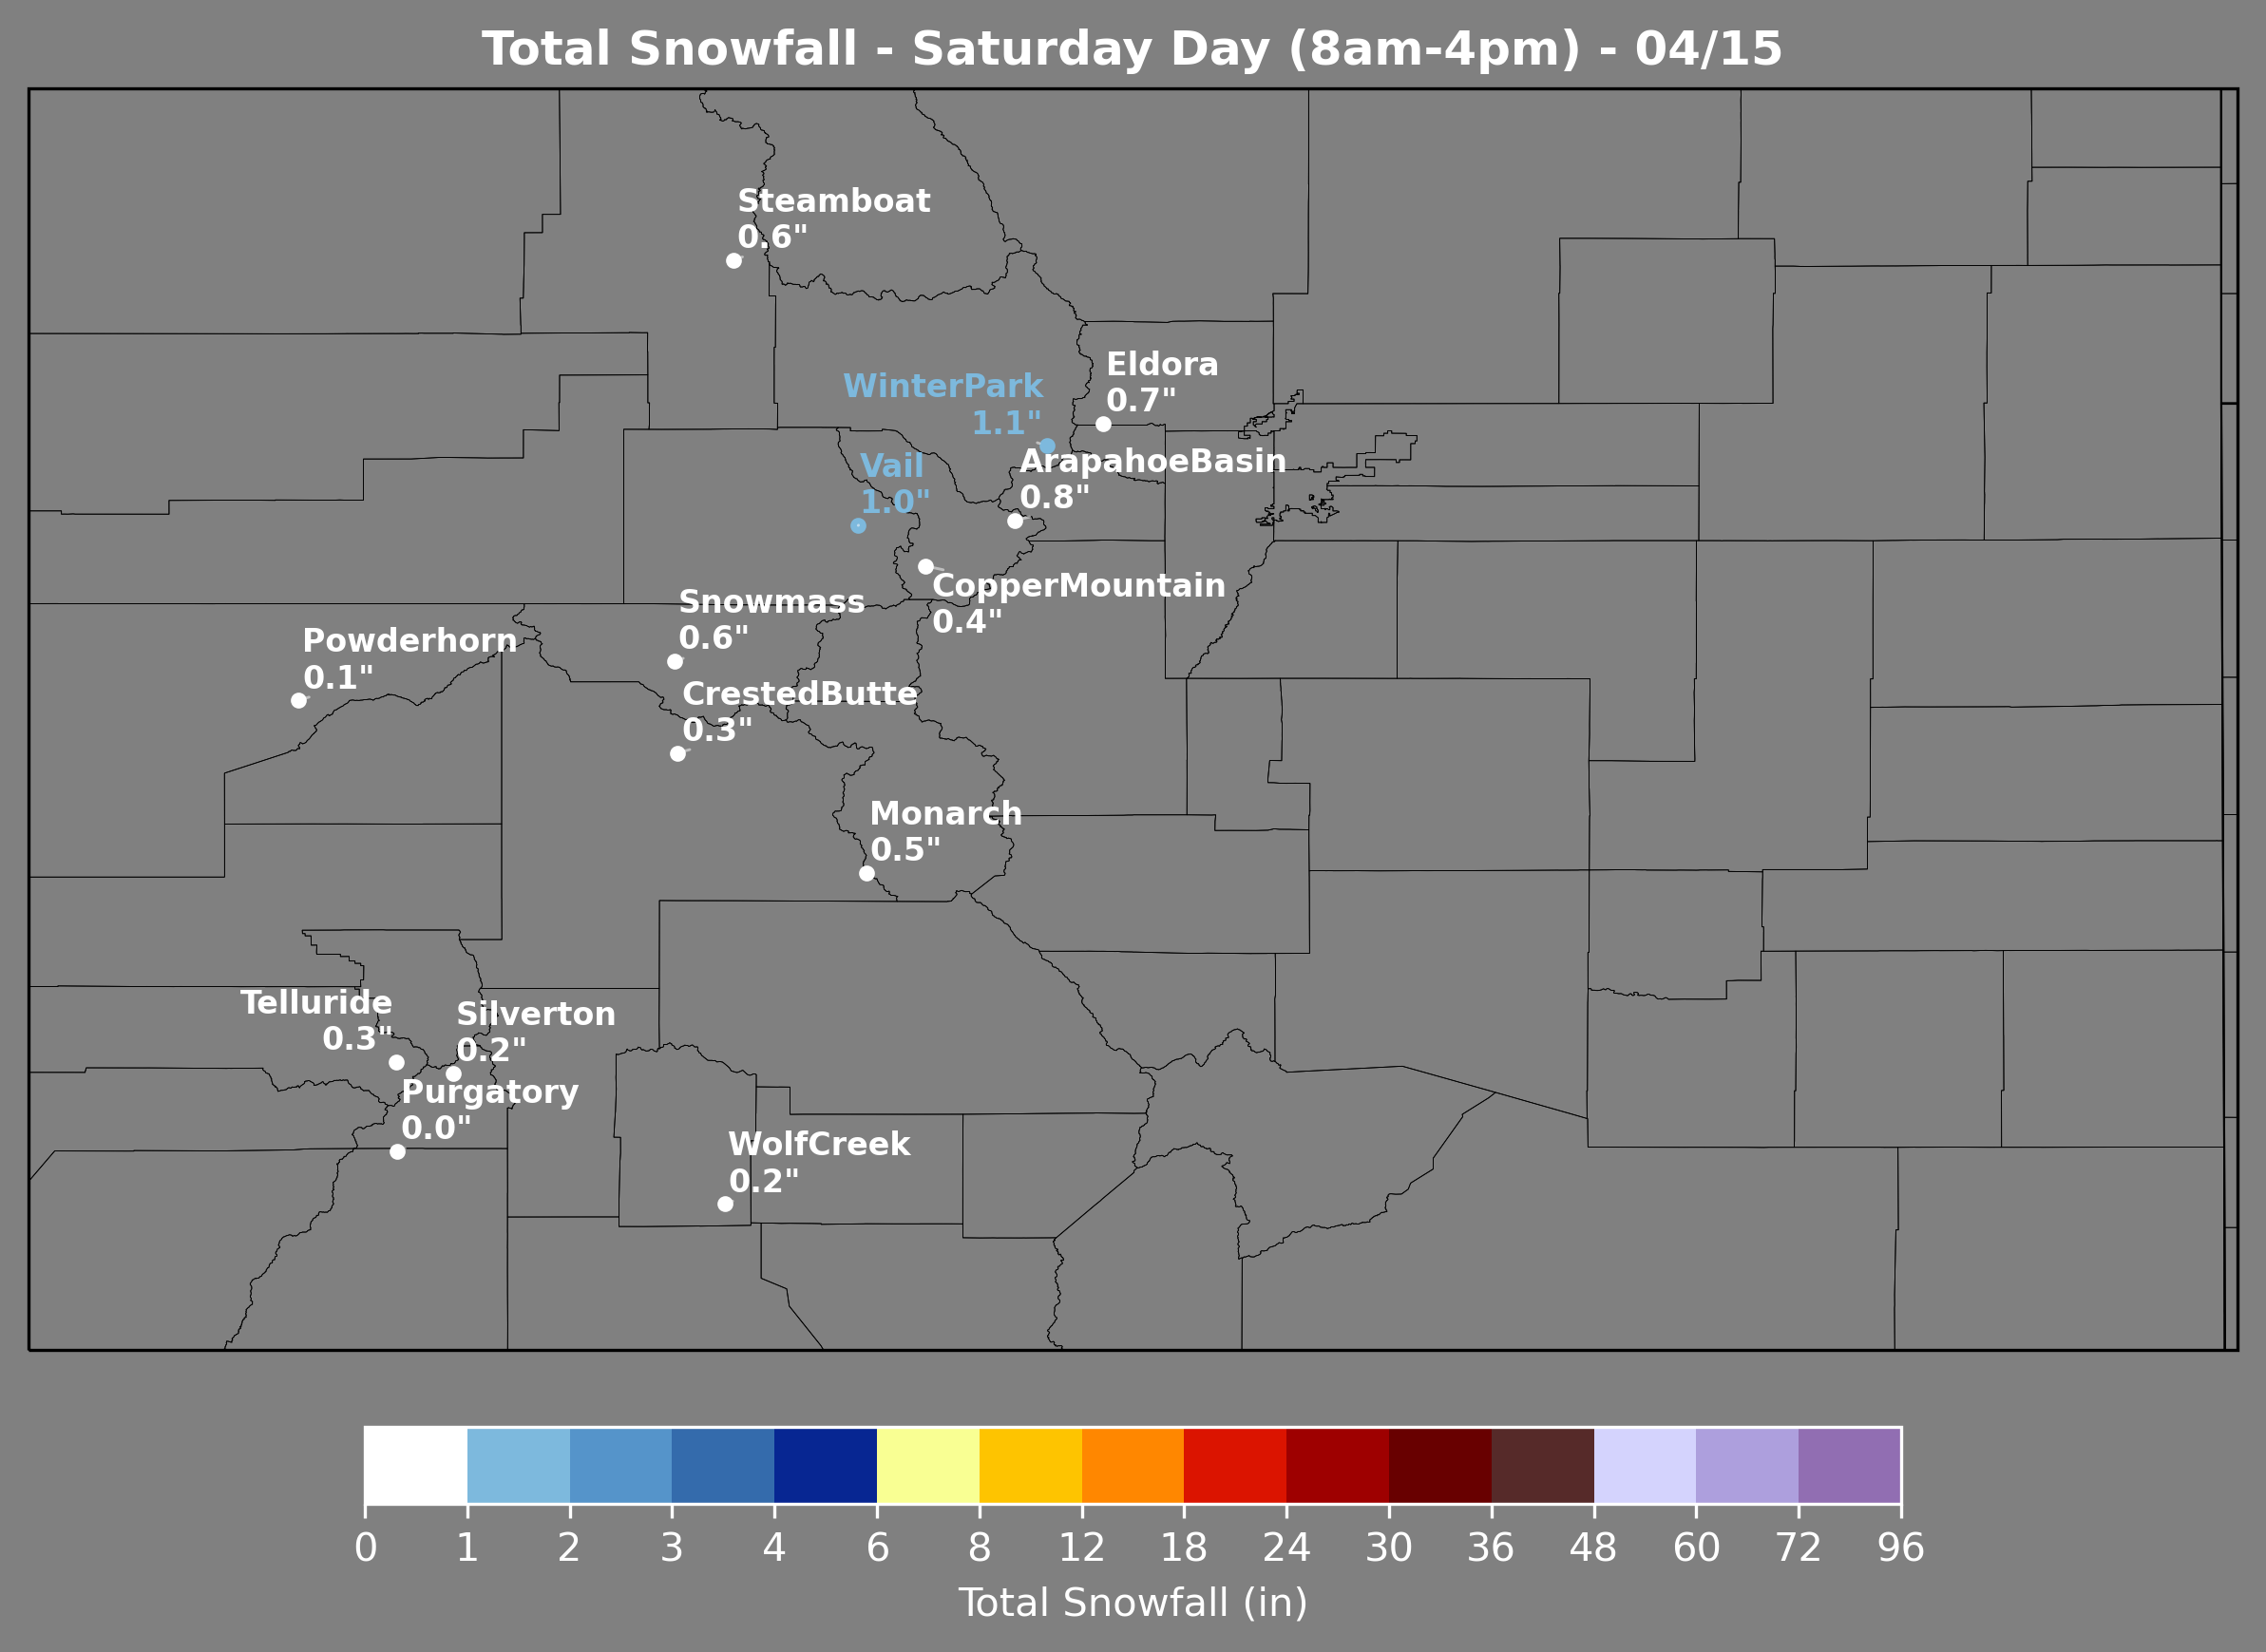 Total Snowfall - Saturday Day (8am-4pm) - 04/15
Steamboat
0.6"
Eldora
0.7"
WinterPark
1.1"
ArapahoeBasin
0.8"
Vail
1.0"
CopperMountain
0.4"
Snowmass
0.6"
Powderhorn
0.1"
CrestedButte
0.3"
Monarch
0.5"
Telluride
0.3"
Silverton
0.2"
Purgatory
0.0"
WolfCreek
0.2"
0 1 2 3 4 6 8 12 18 24 30 36 48 60 72 96
Total Snowfall (in)